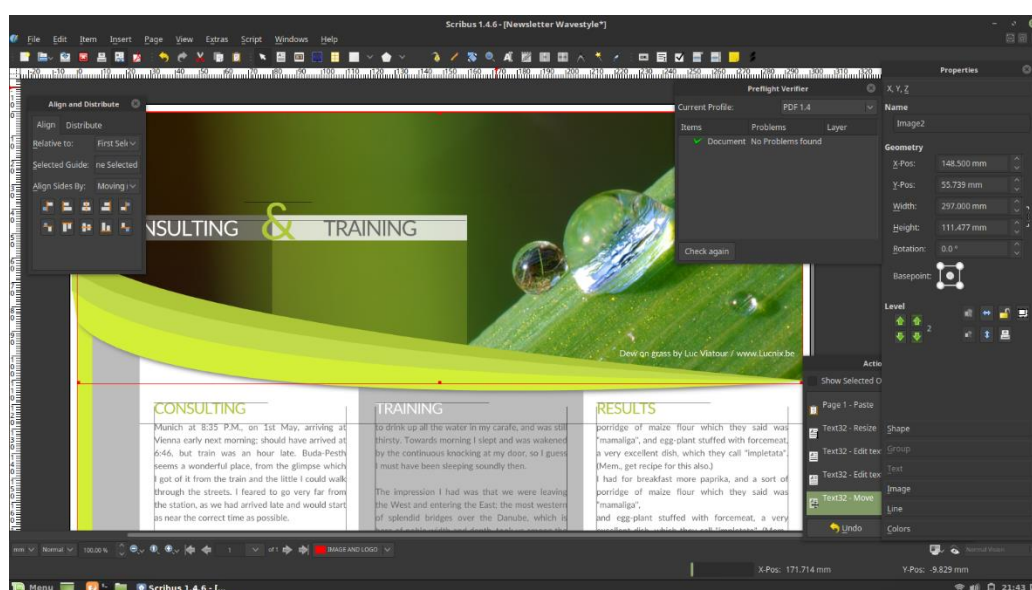 Scribus 1.4.6 - [Newsletter Wavestyle*]
File Edit Item Insert Page View Extras Script Windows Help
Properties
Align and Distribute
Align Distribute
Relative to: First Sele
Selected Guide: ne Selected
Align Sides By: Moving (
Preflight Verifier
Current Profile: PDF 1.4
Items Problems Layer
Document No Problems found
Check again
X, Y, Z
Name
Image2
Geometry
X-Pos: 148.500 mm
Y-Pos: 55.739 mm
Width: 297.000 mm
Height: 111.477 mm
Rotation: 0.0 °
Basepoint:
Level
2
NSULTING & TRAINING
Dew on grass by Luc Viatour / www.Lucnix.be
CONSULTING
Munich at 8:35 P.M., on 1st May, arriving at
Vienna early next morning; should have arrived at
6:46, but train was an hour late. Buda-Pesth
seems a wonderful place, from the glimpse which
I got of it from the train and the little I could walk
through the streets. I feared to go very far from
the station, as we had arrived late and would start
as near the correct time as possible.
TRAINING
to drink up all the water in my carafe, and was still
thirsty. Towards morning I slept and was wakened
by the continuous knocking at my door, so I guess
I must have been sleeping soundly then.
The impression I had was that we were leaving
the West and entering the East; the most western
of splendid bridges over the Danube, which is
RESULTS
porridge of maize flour which they said was
"mamaliga", and egg-plant stuffed with forcemeat,
a very excellent dish, which they call "impletata".
(Mem., get recipe for this also.)
I had for breakfast more paprika, and a sort of
porridge of maize flour which they said was
"mamaliga",
and egg-plant stuffed with forcemeat, a very
Actio
Show Selected O
Page 1 - Paste
Text32 - Resize
Text32 - Edit tex
Text32 - Edit tex
Text32 - Move
Undo
Shape
Group
Text
Image
Line
Colors
mm Normal 100.00 % 1 of 1 IMAGE AND LOGO Normal Vision
X-Pos: 171.714 mm Y-Pos: -9.829 mm
Menu Scribus 1.4.6 - [... 21:43